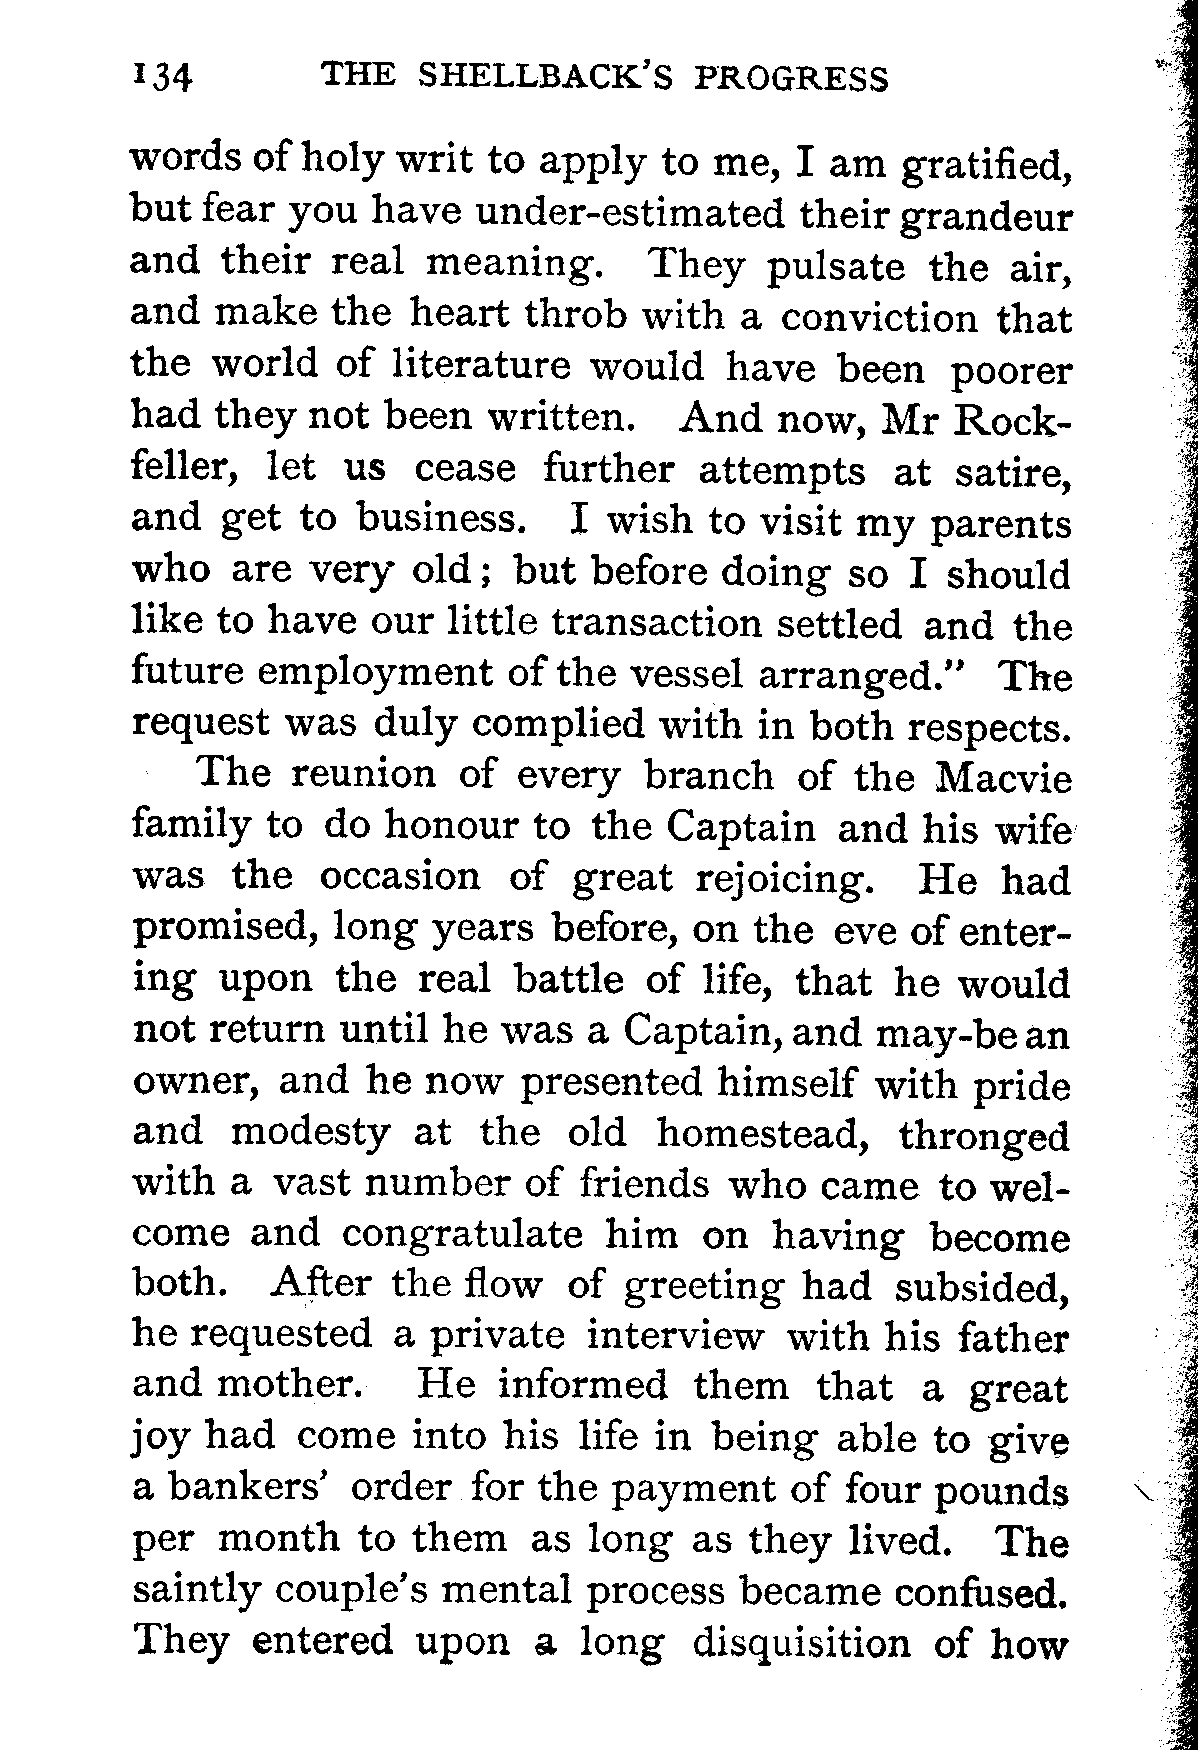 134 THE SHELLBACK'S PROGRESS
words of holy writ to apply to me, I am gratified,
but fear you have under-estimated their grandeur
and their real meaning. They pulsate the air,
and make the heart throb with a conviction that
the world of literature would have been poorer
had they not been written. And now, Mr Rock-
feller, let us cease further attempts at satire,
and get to business. I wish to visit my parents
who are very old; but before doing so I should
like to have our little transaction settled and the
future employment of the vessel arranged." The
request was duly complied with in both respects.
The reunion of every branch of the Macvie
family to do honour to the Captain and his wife
was the occasion of great rejoicing. He had
promised, long years before, on the eve of enter-
ing upon the real battle of life, that he would
not return until he was a Captain, and may-be an
owner, and he now presented himself with pride
and modesty at the old homestead, thronged
with a vast number of friends who came to wel-
come and congratulate him on having become
both. After the flow of greeting had subsided,
he requested a private interview with his father
and mother. He informed them that a great
joy had come into his life in being able to give
a bankers' order for the payment of four pounds
per month to them as long as they lived. The
saintly couple's mental process became confused.
They entered upon a long disquisition of how